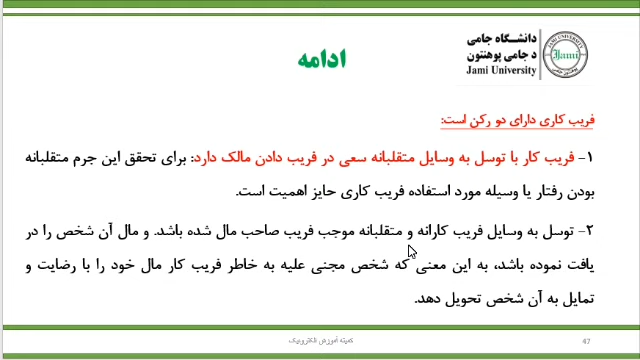 دانشگاه جامی
د جامی پوهنتون
Jami University
JAMI UNIVERSITY
Jami
ادامه
فریب کاری دارای دو رکن است:
۱- فریب کار با توسل به وسایل متقلبانه سعی در فریب دادن مالک دارد: برای تحقق این جرم متقلبانه
بودن رفتار یا وسیله مورد استفاده فریب کاری حایز اهمیت است.
۲- توسل به وسایل فریب کارانه و متقلبانه موجب فریب صاحب مال شده باشد. و مال آن شخص را در
یافت نموده باشد، به این معنی که شخص مجنی علیه به خاطر فریب کار مال خود را با رضایت و
تمایل به آن شخص تحویل دهد.
کمیته آموزش الکترونیک
47